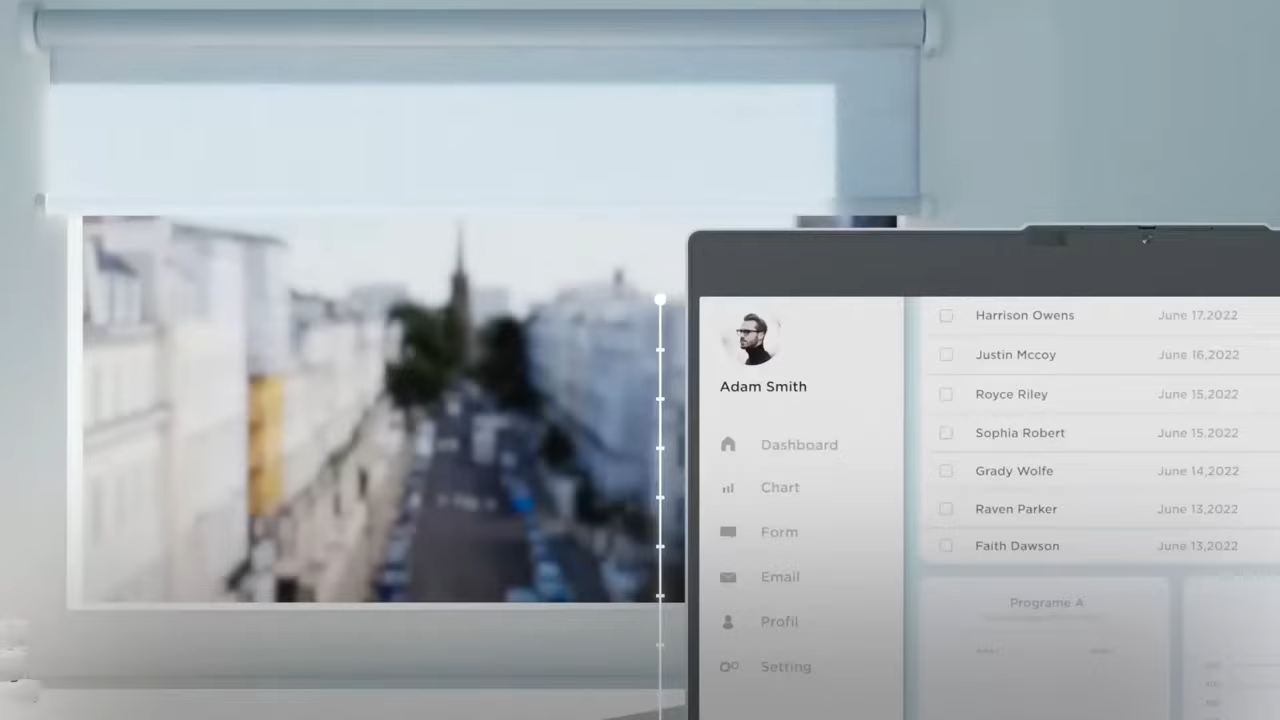 Adam Smith
Dashboard
Chart
Form
Email
Profil
Setting
Harrison Owens June 17,2022
Justin Mccoy June 16,2022
Royce Riley June 15,2022
Sophia Robert June 15,2022
Grady Wolfe June 14,2022
Raven Parker June 13,2022
Faith Dawson June 13,2022
Programe A